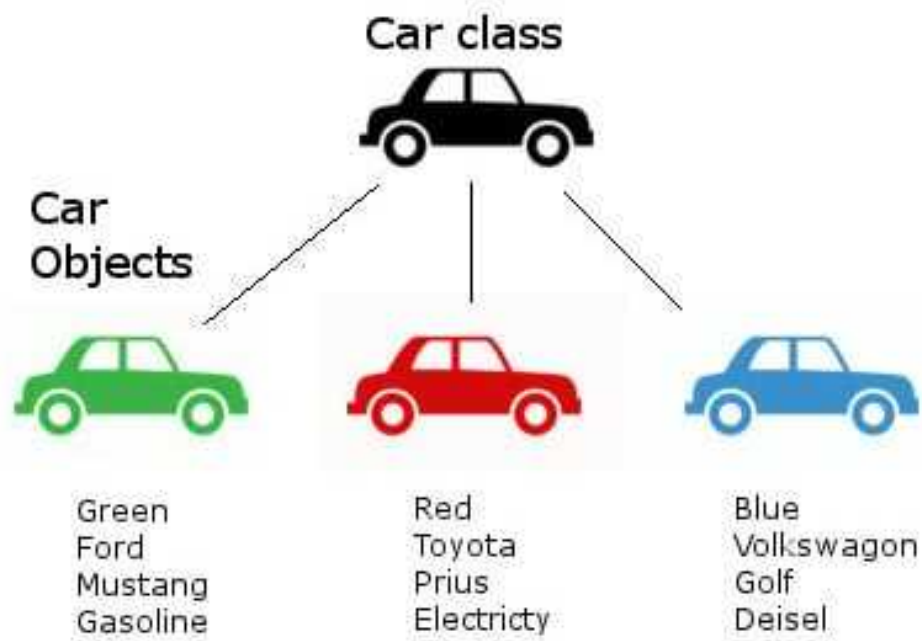 Car class
Car
Objects
Green
Ford
Mustang
Gasoline
Red
Toyota
Prius
Electricty
Blue
Volkswagon
Golf
Deisel